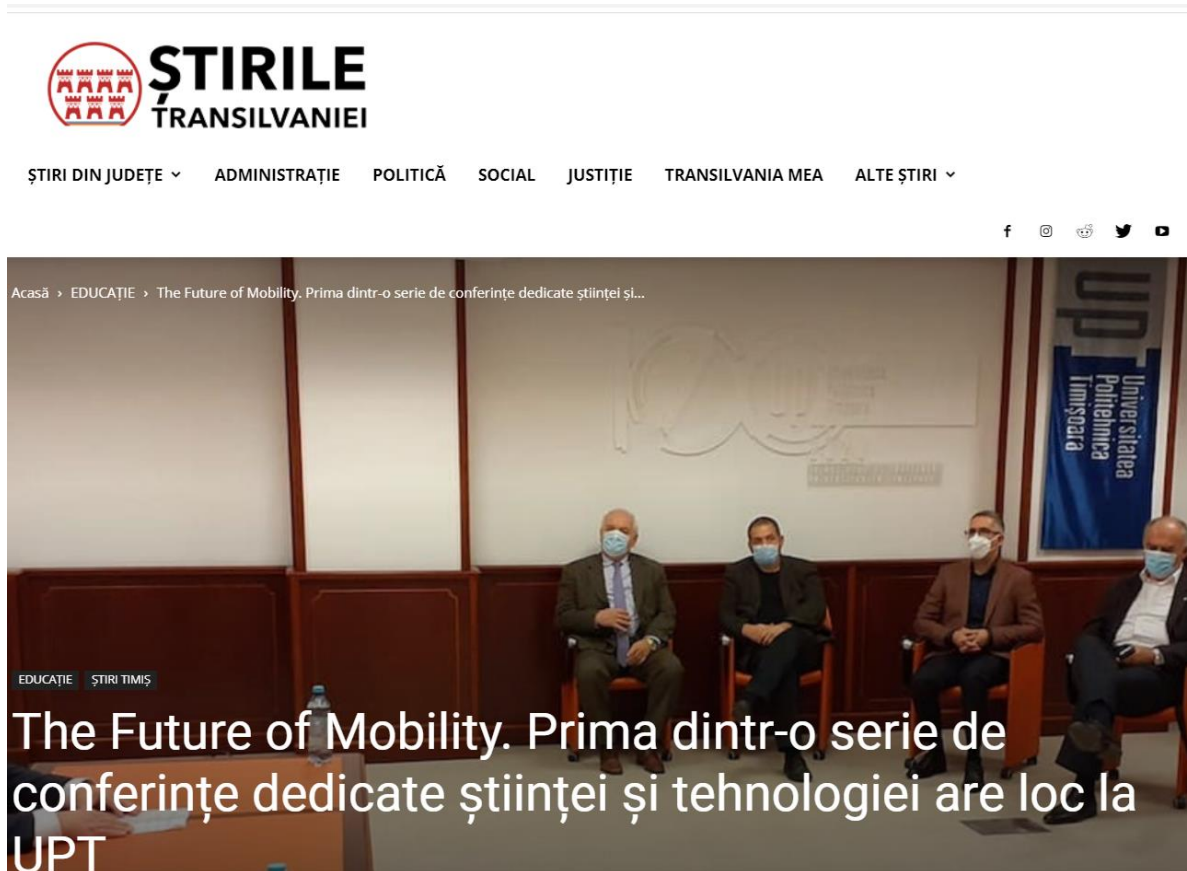 ȘTIRILE
TRANSILVANIEI
ȘTIRI DIN JUDEȚE
ADMINISTRAȚIE
POLITICĂ
SOCIAL
JUSTIȚIE
TRANSILVANIA MEA
ALTE ȘTIRI
Acasă › EDUCAȚIE › The Future of Mobility. Prima dintr-o serie de conferințe dedicate științei și...
UP
Universitatea
Politehnica
Timișoara
EDUCAȚIE
ȘTIRI TIMIȘ
The Future of Mobility. Prima dintr-o serie de
conferințe dedicate științei și tehnologiei are loc la
UPT